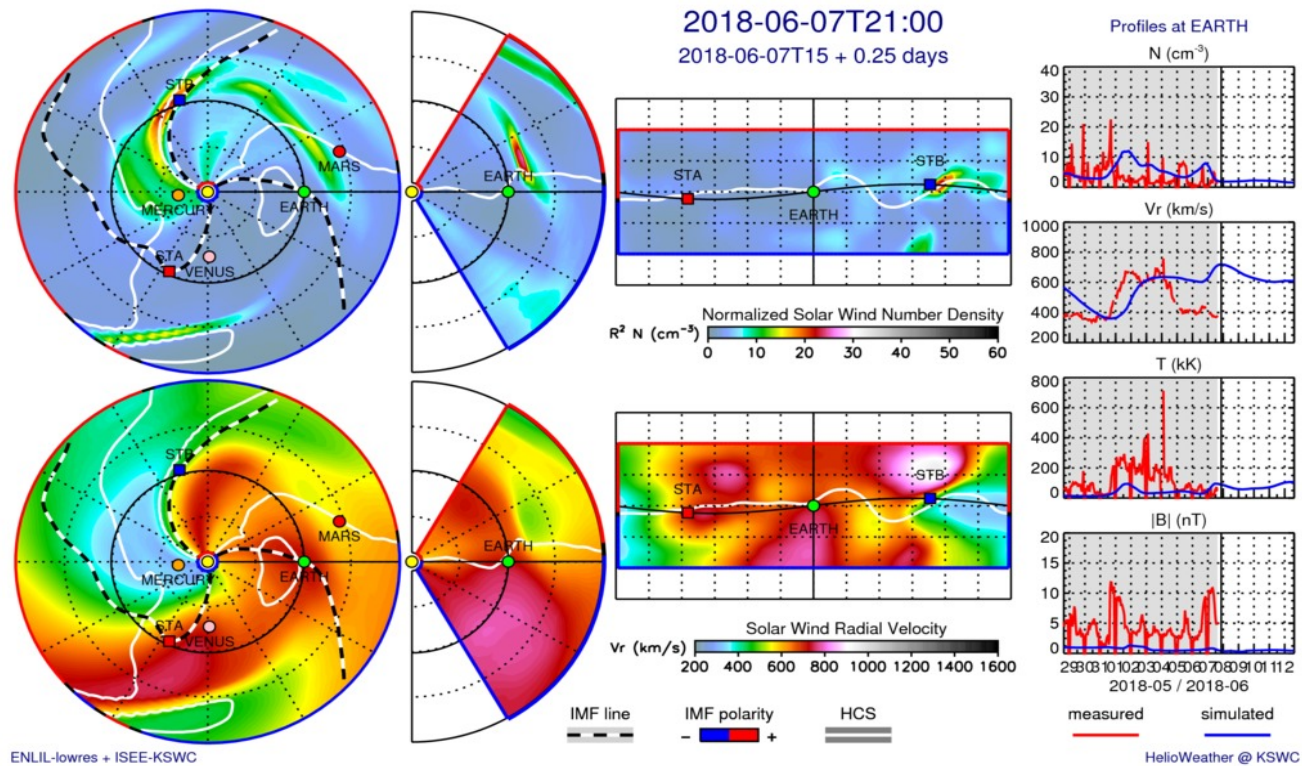 2018-06-07T21:00
2018-06-07T15 + 0.25 days
STB
MARS
MERCURY
EARTH
STA
VENUS
EARTH
STA
STB
EARTH
Normalized Solar Wind Number Density
R² N (cm⁻³)
0 10 20 30 40 50 60
STB
MARS
MERCURY
EARTH
STA
VENUS
EARTH
STA
STB
EARTH
Solar Wind Radial Velocity
Vr (km/s)
200 400 600 800 1000 1200 1400 1600
IMF line
IMF polarity
- +
HCS
Profiles at EARTH
N (cm⁻³)
40
30
20
10
0
Vr (km/s)
1000
800
600
400
200
T (kK)
800
600
400
200
0
|B| (nT)
20
15
10
5
0
29 30 31 01 02 03 04 05 06 07 08 09 10 11 12
2018-05 / 2018-06
measured simulated
ENLIL-lowres + ISEE-KSWC
HelioWeather @ KSWC